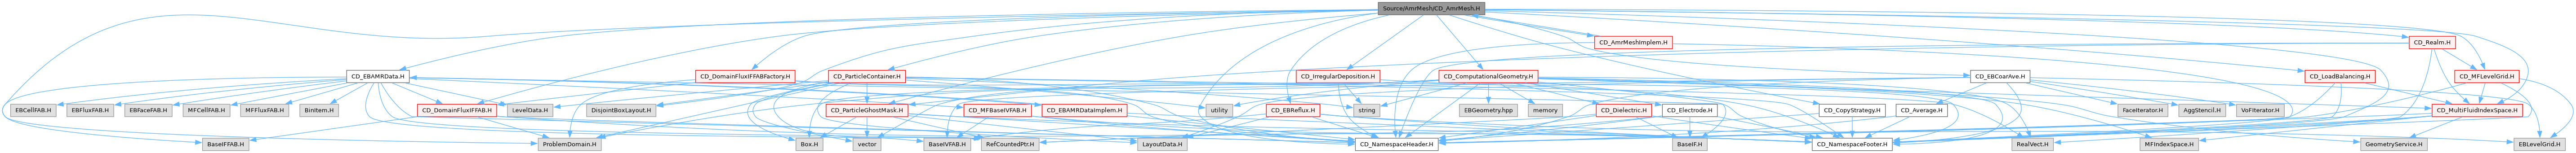 Source/AmrMesh/CD_AmrMesh.H
CD_AmrMeshImplem.H
CD_Realm.H
CD_EBAMRData.H
CD_DomainFluxIFFABFactory.H
CD_ParticleContainer.H
CD_IrregularDeposition.H
CD_ComputationalGeometry.H
CD_EBCoarAve.H
CD_LoadBalancing.H
CD_MFLevelGrid.H
EBCellFAB.H
EBFluxFAB.H
EBFaceFAB.H
MFCellFAB.H
MFFluxFAB.H
BinItem.H
CD_DomainFluxIFFAB.H
LevelData.H
DisjointBoxLayout.H
CD_ParticleGhostMask.H
CD_MFBaseIVFAB.H
CD_EBAMRDataImplem.H
utility
CD_EBReflux.H
string
EBGeometry.hpp
memory
CD_Dielectric.H
CD_Electrode.H
CD_CopyStrategy.H
CD_Average.H
FaceIterator.H
AggStencil.H
VoFIterator.H
CD_MultiFluidIndexSpace.H
BaseIFFAB.H
ProblemDomain.H
Box.H
vector
BaseIVFAB.H
RefCountedPtr.H
LayoutData.H
CD_NamespaceHeader.H
BaseIF.H
CD_NamespaceFooter.H
RealVect.H
MFIndexSpace.H
GeometryService.H
EBLevelGrid.H